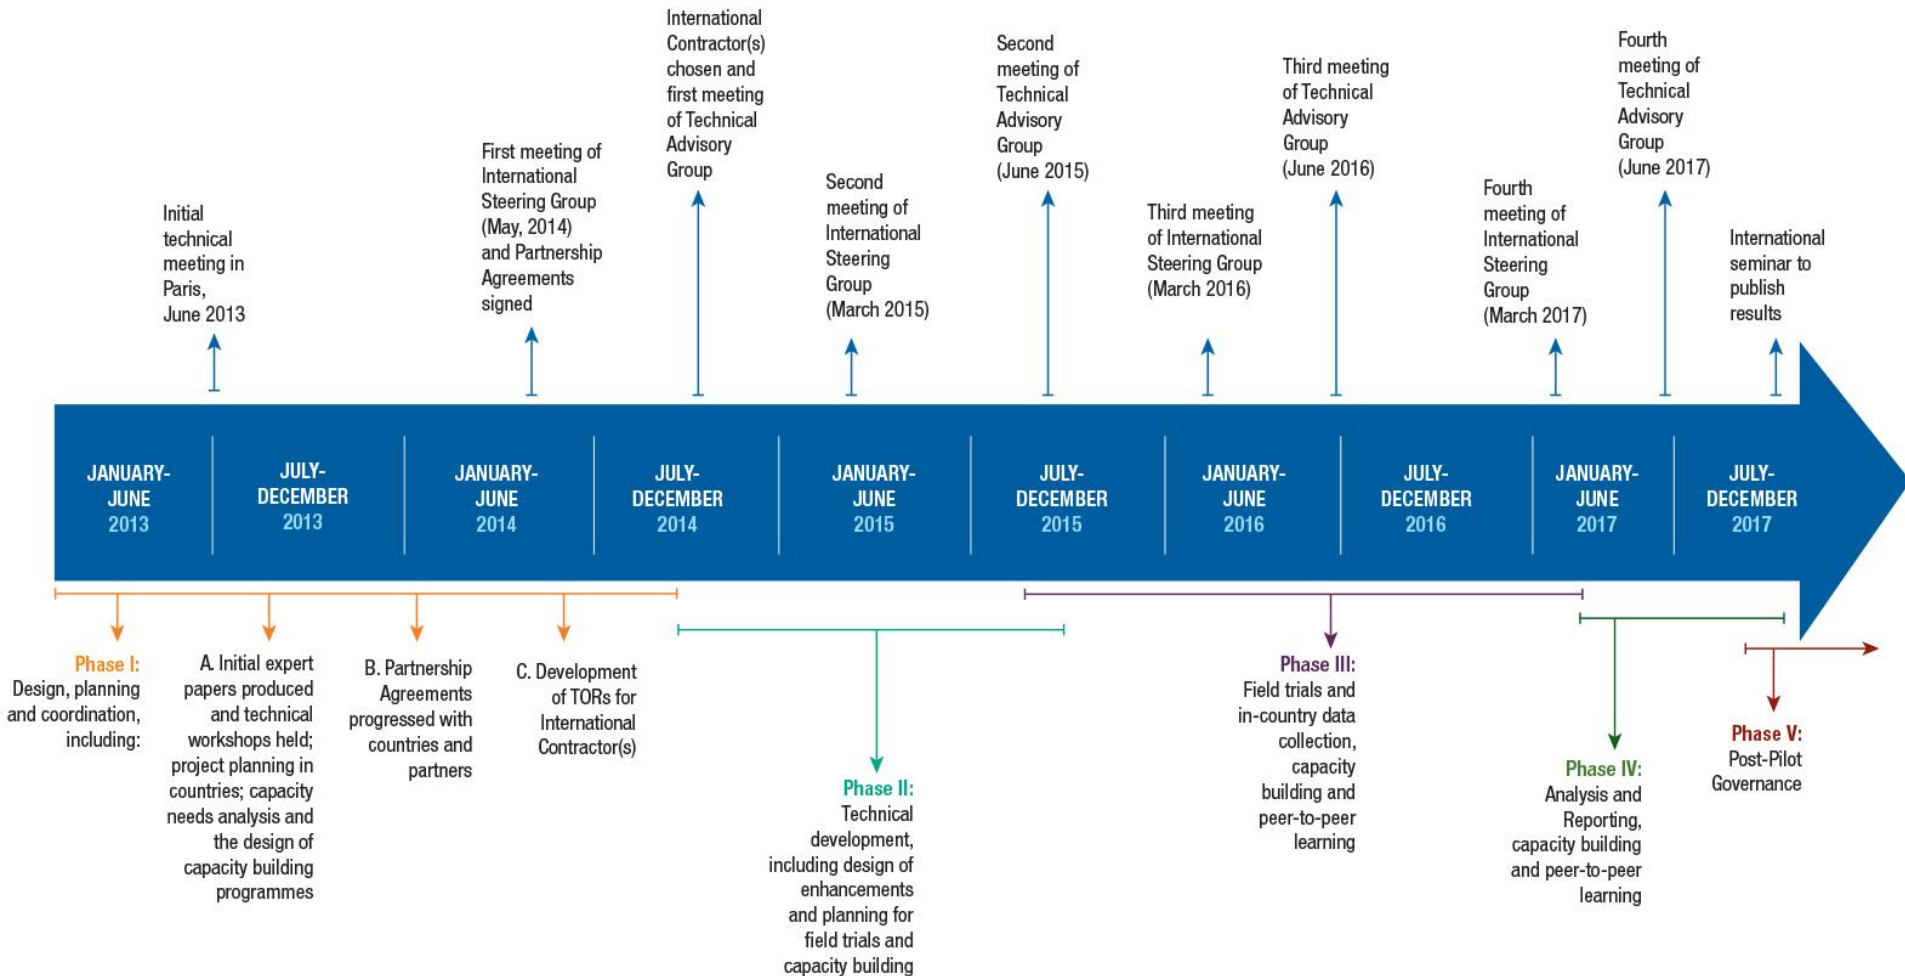 Initial
technical
meeting in
Paris,
June 2013
First meeting of
International
Steering Group
(May, 2014)
and Partnership
Agreements
signed
International
Contractor(s)
chosen and
first meeting
of Technical
Advisory
Group
Second
meeting of
International
Steering
Group
(March 2015)
Second
meeting of
Technical
Advisory
Group
(June 2015)
Third meeting
of International
Steering Group
(March 2016)
Third meeting
of Technical
Advisory
Group
(June 2016)
Fourth
meeting of
International
Steering
Group
(March 2017)
Fourth
meeting of
Technical
Advisory
Group
(June 2017)
International
seminar to
publish
results
JANUARY-
JUNE
2013
JULY-
DECEMBER
2013
JANUARY-
JUNE
2014
JULY-
DECEMBER
2014
JANUARY-
JUNE
2015
JULY-
DECEMBER
2015
JANUARY-
JUNE
2016
JULY-
DECEMBER
2016
JANUARY-
JUNE
2017
JULY-
DECEMBER
2017
Phase I:
Design, planning
and coordination,
including:
A. Initial expert
papers produced
and technical
workshops held;
project planning in
countries; capacity
needs analysis and
the design of
capacity building
programmes
B. Partnership
Agreements
progressed with
countries and
partners
C. Development
of TORs for
International
Contractor(s)
Phase II:
Technical
development,
including design of
enhancements
and planning for
field trials and
capacity building
Phase III:
Field trials and
in-country data
collection,
capacity
building and
peer-to-peer
learning
Phase IV:
Analysis and
Reporting,
capacity building
and peer-to-peer
learning
Phase V:
Post-Pilot
Governance